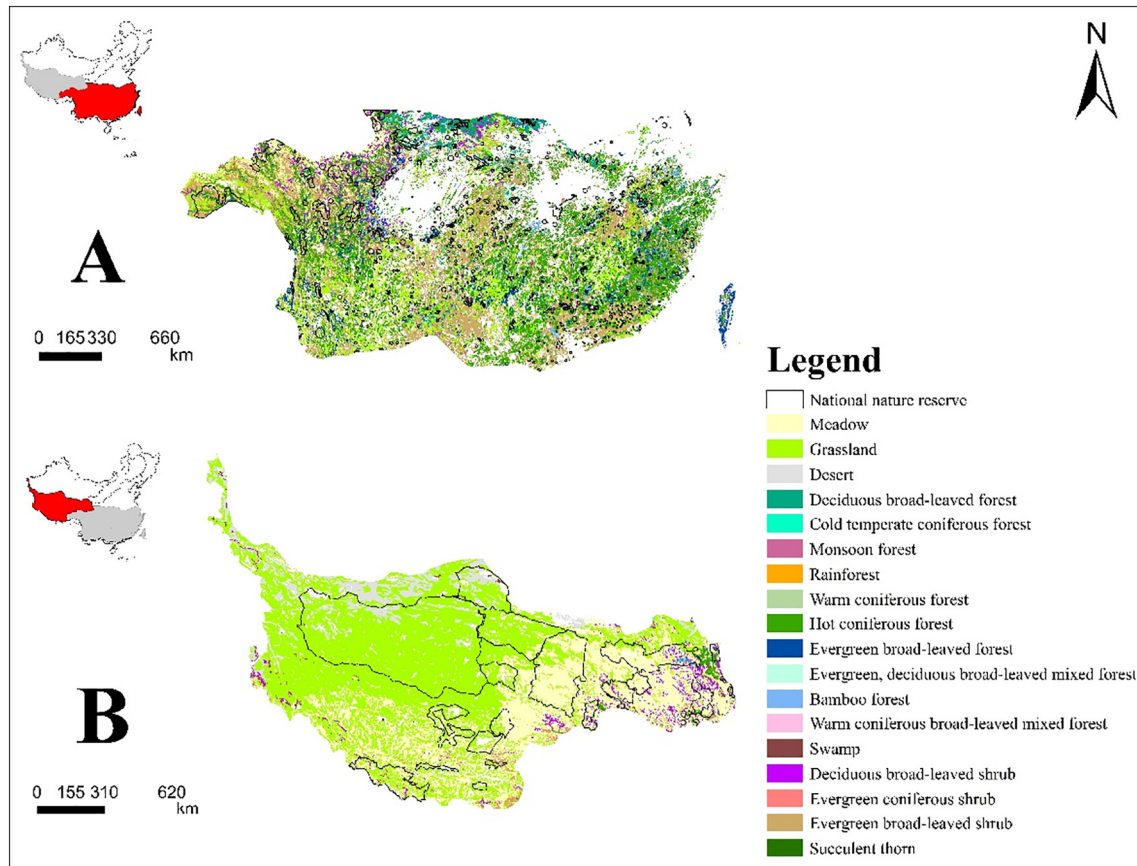 N
A
0 165 330 660
km
Legend
National nature reserve
Meadow
Grassland
Desert
Deciduous broad-leaved forest
Cold temperate coniferous forest
Monsoon forest
Rainforest
Warm coniferous forest
Hot coniferous forest
Evergreen broad-leaved forest
Evergreen, deciduous broad-leaved mixed forest
Bamboo forest
Warm coniferous broad-leaved mixed forest
Swamp
Deciduous broad-leaved shrub
Evergreen coniferous shrub
Evergreen broad-leaved shrub
Succulent thorn
B
0 155 310 620
km